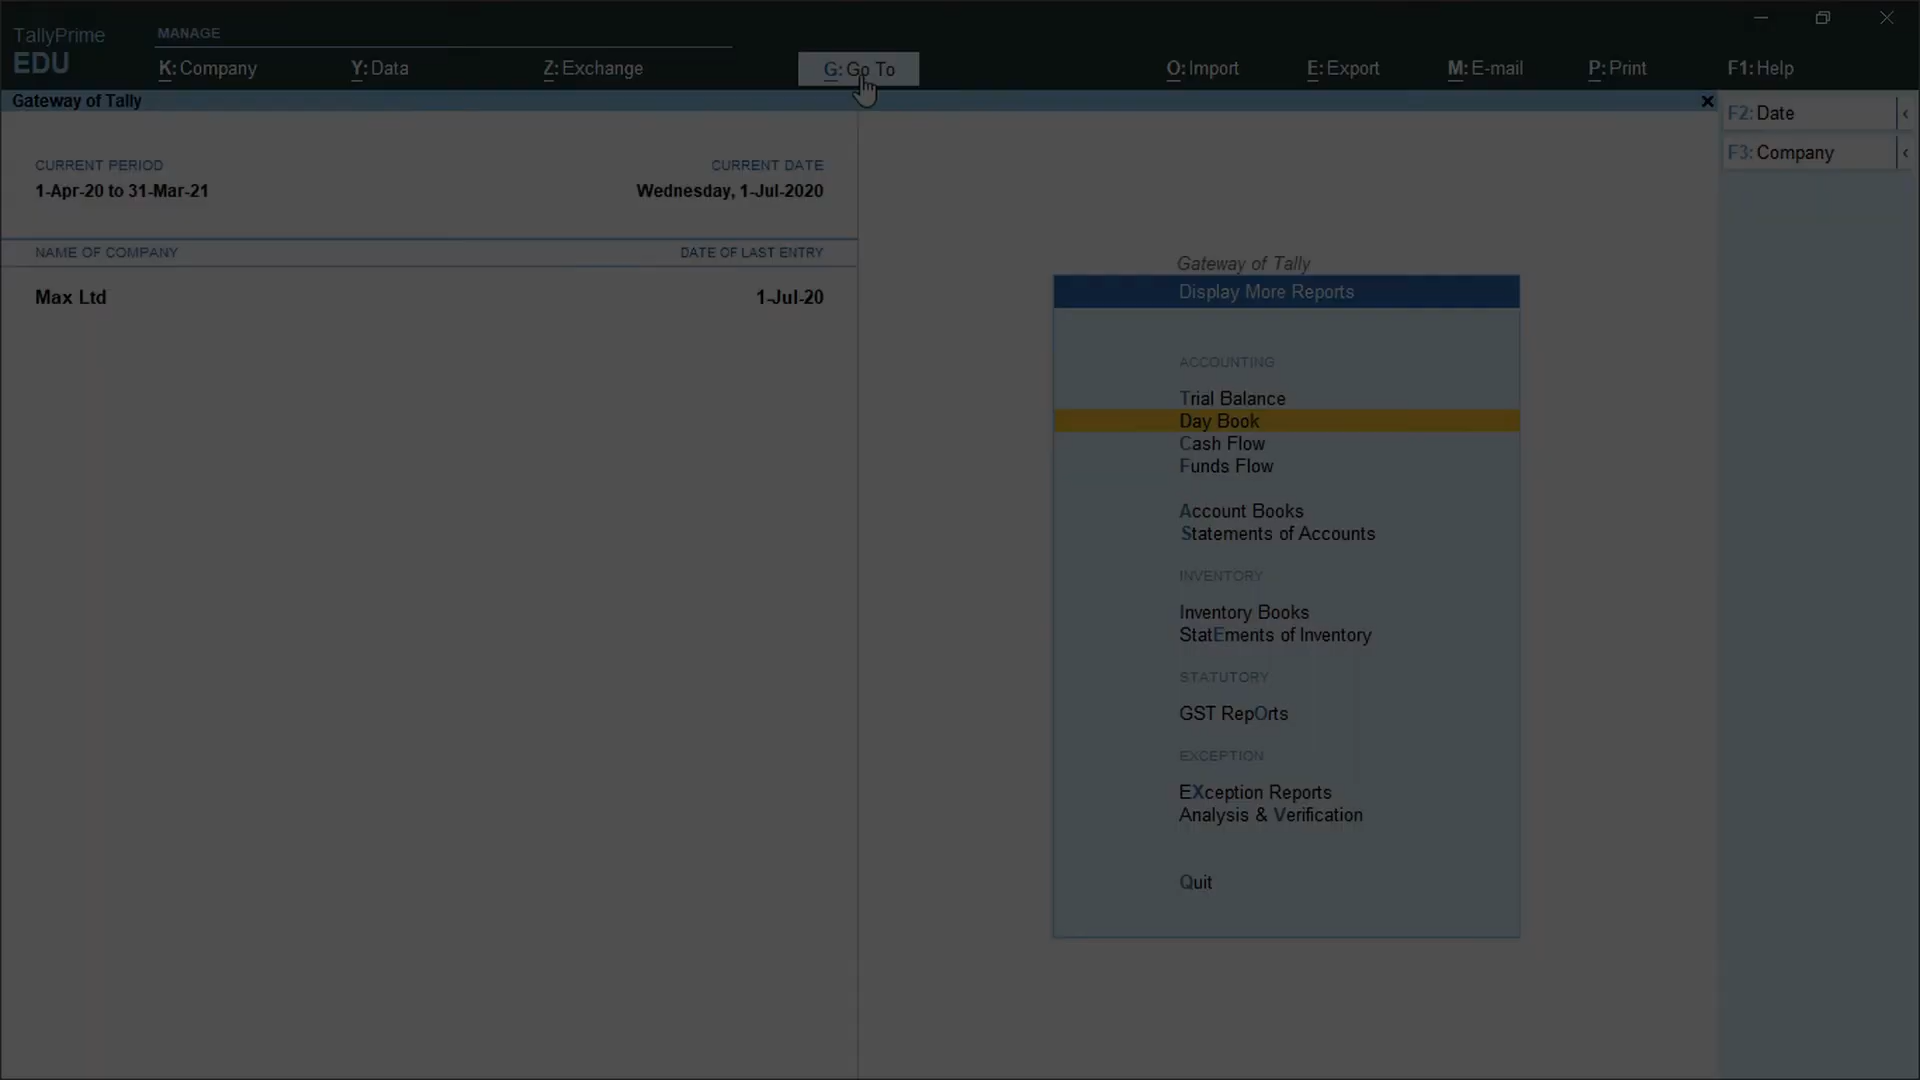 TallyPrime
EDU
MANAGE
K: Company
Y: Data
Z: Exchange
G: Go To
O: Import
E: Export
M: E-mail
P: Print
F1: Help
Gateway of Tally
F2: Date
F3: Company
CURRENT PERIOD
CURRENT DATE
1-Apr-20 to 31-Mar-21
Wednesday, 1-Jul-2020
NAME OF COMPANY
DATE OF LAST ENTRY
Max Ltd
1-Jul-20
Gateway of Tally
Display More Reports
ACCOUNTING
Trial Balance
Day Book
Cash Flow
Funds Flow
Account Books
Statements of Accounts
INVENTORY
Inventory Books
StatEments of Inventory
STATUTORY
GST RepOrts
EXCEPTION
EXception Reports
Analysis & Verification
Quit